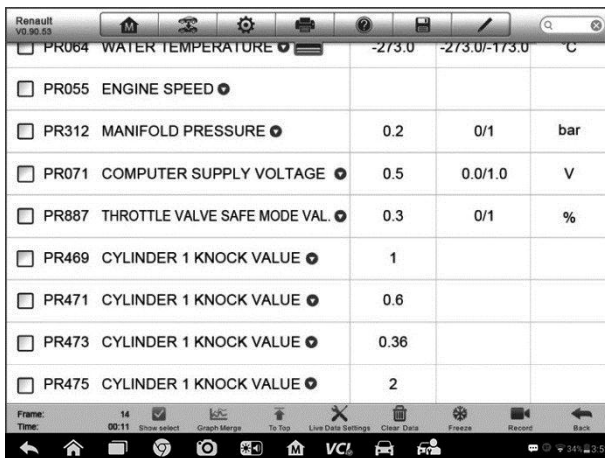 Renault
V0.90.53
PR064 WATER TEMPERATURE -273.0 -273.0/-173.0 °C
PR055 ENGINE SPEED
PR312 MANIFOLD PRESSURE 0.2 0/1 bar
PR071 COMPUTER SUPPLY VOLTAGE 0.5 0.0/1.0 V
PR887 THROTTLE VALVE SAFE MODE VAL. 0.3 0/1 %
PR469 CYLINDER 1 KNOCK VALUE 1
PR471 CYLINDER 1 KNOCK VALUE 0.6
PR473 CYLINDER 1 KNOCK VALUE 0.36
PR475 CYLINDER 1 KNOCK VALUE 2
Frame: 14
Time: 00:11 Show select Graph Merge To Top Live Data Settings Clear Data Freeze Record Back
VCI 34% 3:5